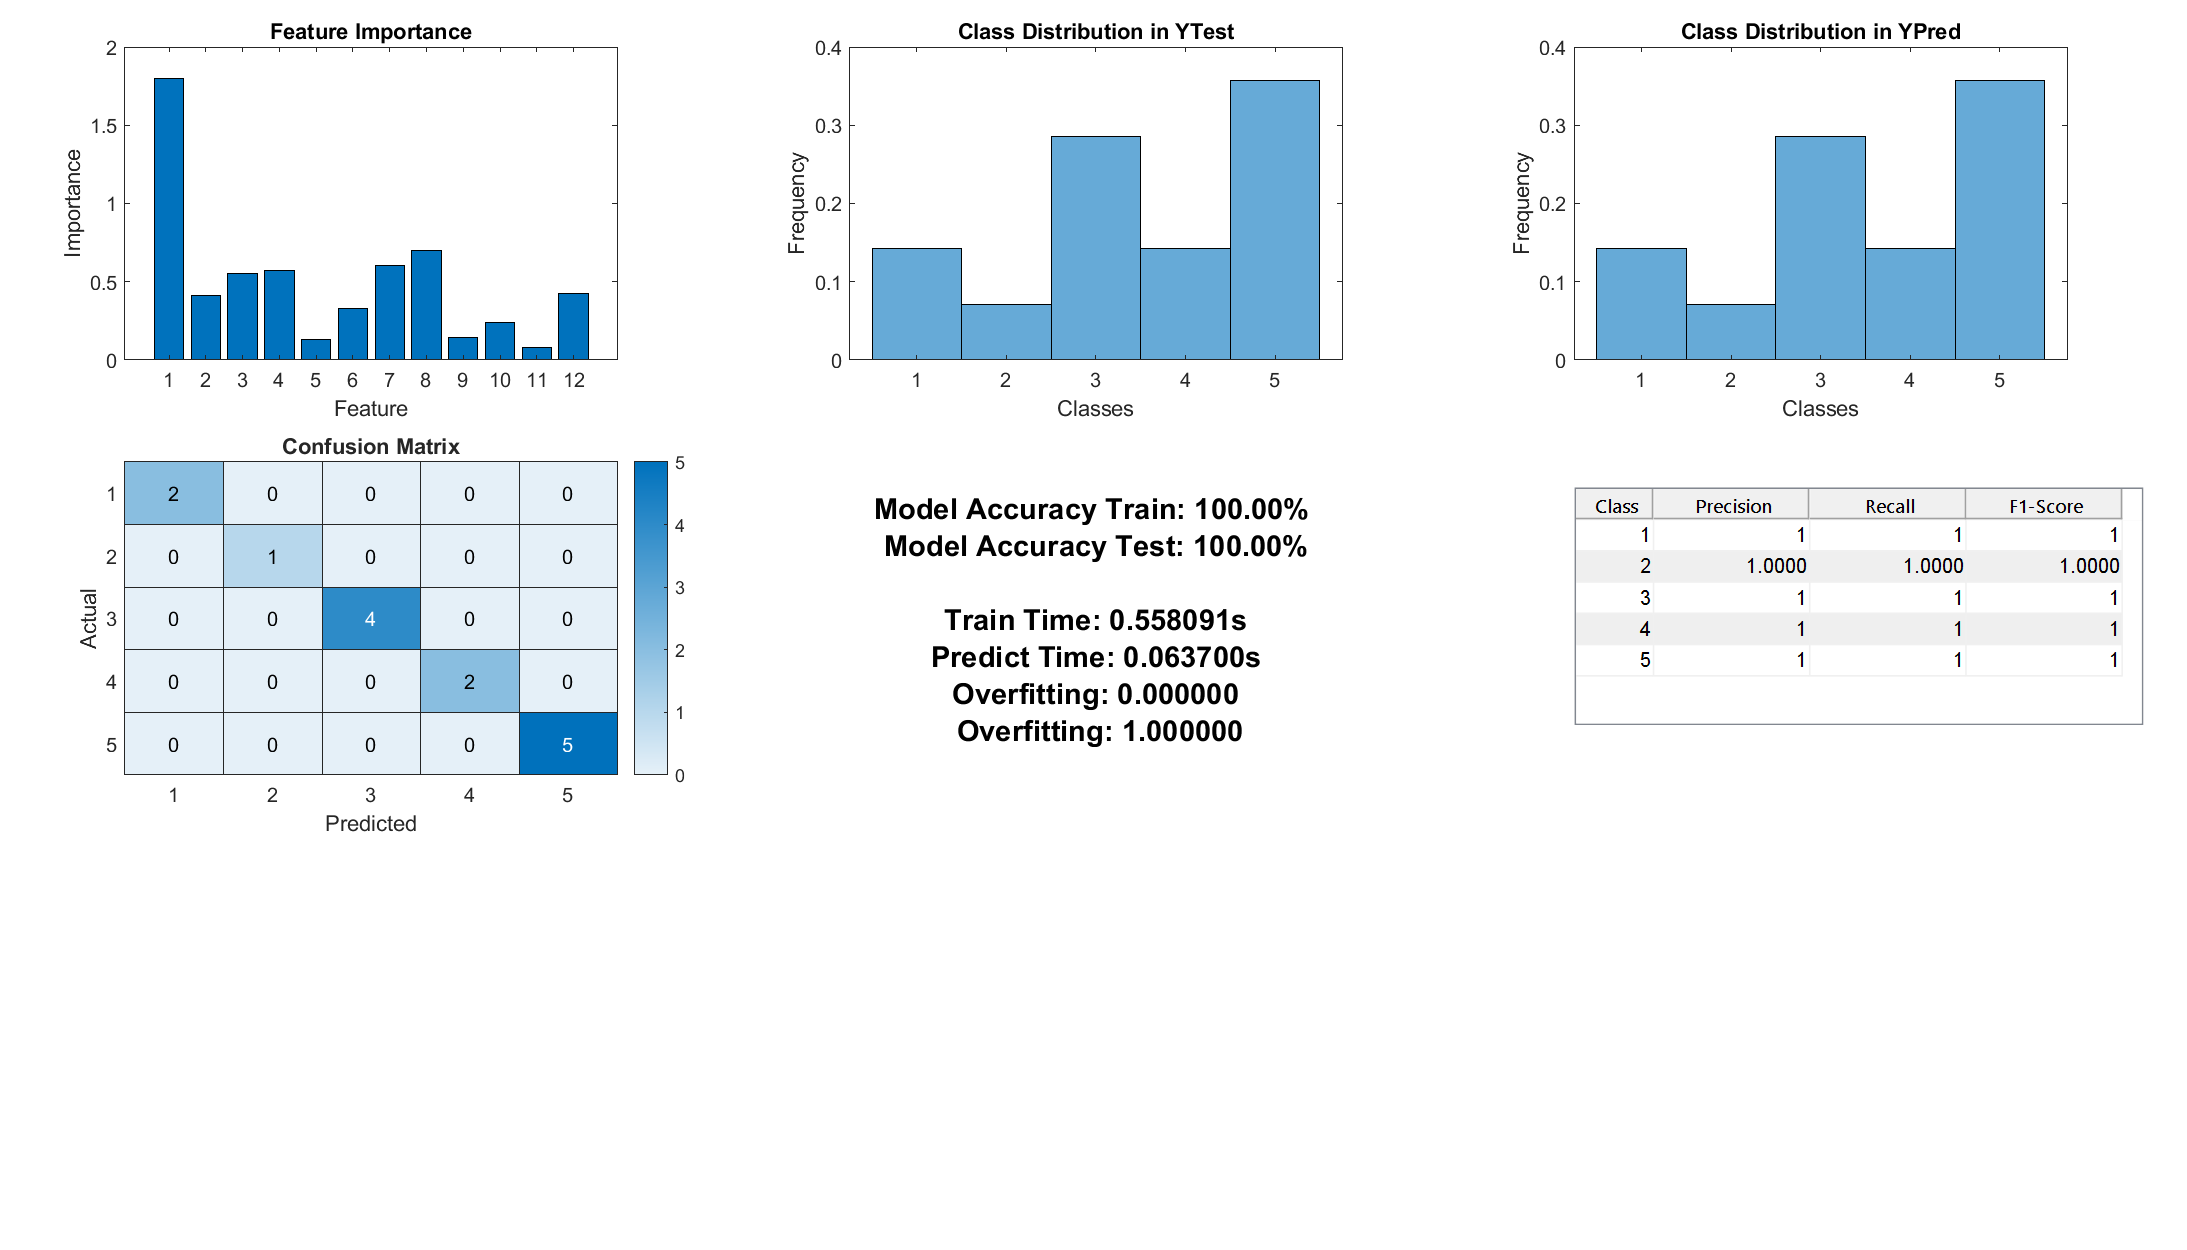 Feature Importance
2
1.5
1
0.5
0
Importance
1 2 3 4 5 6 7 8 9 10 11 12
Feature
Class Distribution in YTest
0.4
0.3
0.2
0.1
0
Frequency
1 2 3 4 5
Classes
Class Distribution in YPred
0.4
0.3
0.2
0.1
0
Frequency
1 2 3 4 5
Classes
Confusion Matrix
Actual
1 2 0 0 0 0
2 0 1 0 0 0
3 0 0 4 0 0
4 0 0 0 2 0
5 0 0 0 0 5
1 2 3 4 5
Predicted
5
4
3
2
1
0
Model Accuracy Train: 100.00%
Model Accuracy Test: 100.00%
Train Time: 0.558091s
Predict Time: 0.063700s
Overfitting: 0.000000
Overfitting: 1.000000
Class Precision Recall F1-Score
1 1 1 1
2 1.0000 1.0000 1.0000
3 1 1 1
4 1 1 1
5 1 1 1